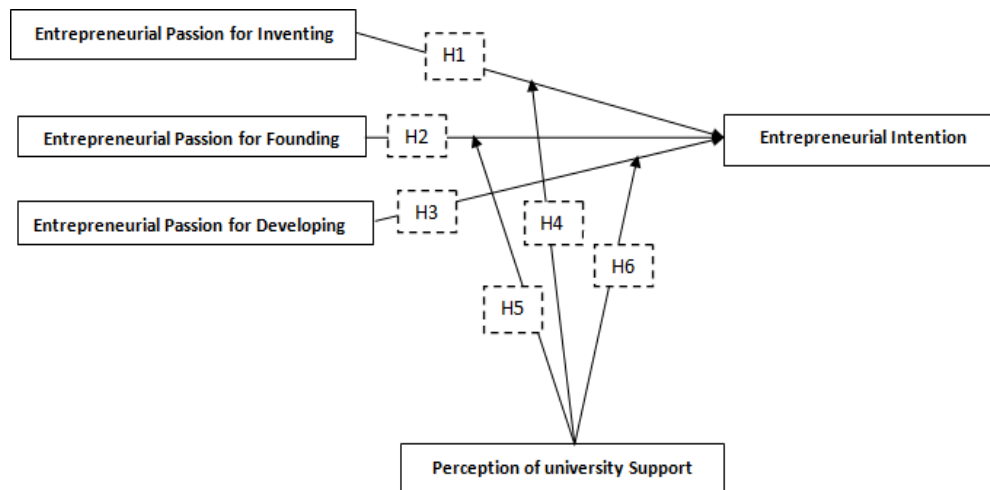 Entrepreneurial Passion for Inventing
H1
Entrepreneurial Passion for Founding
H2
Entrepreneurial Intention
Entrepreneurial Passion for Developing
H3
H4
H6
H5
Perception of university Support